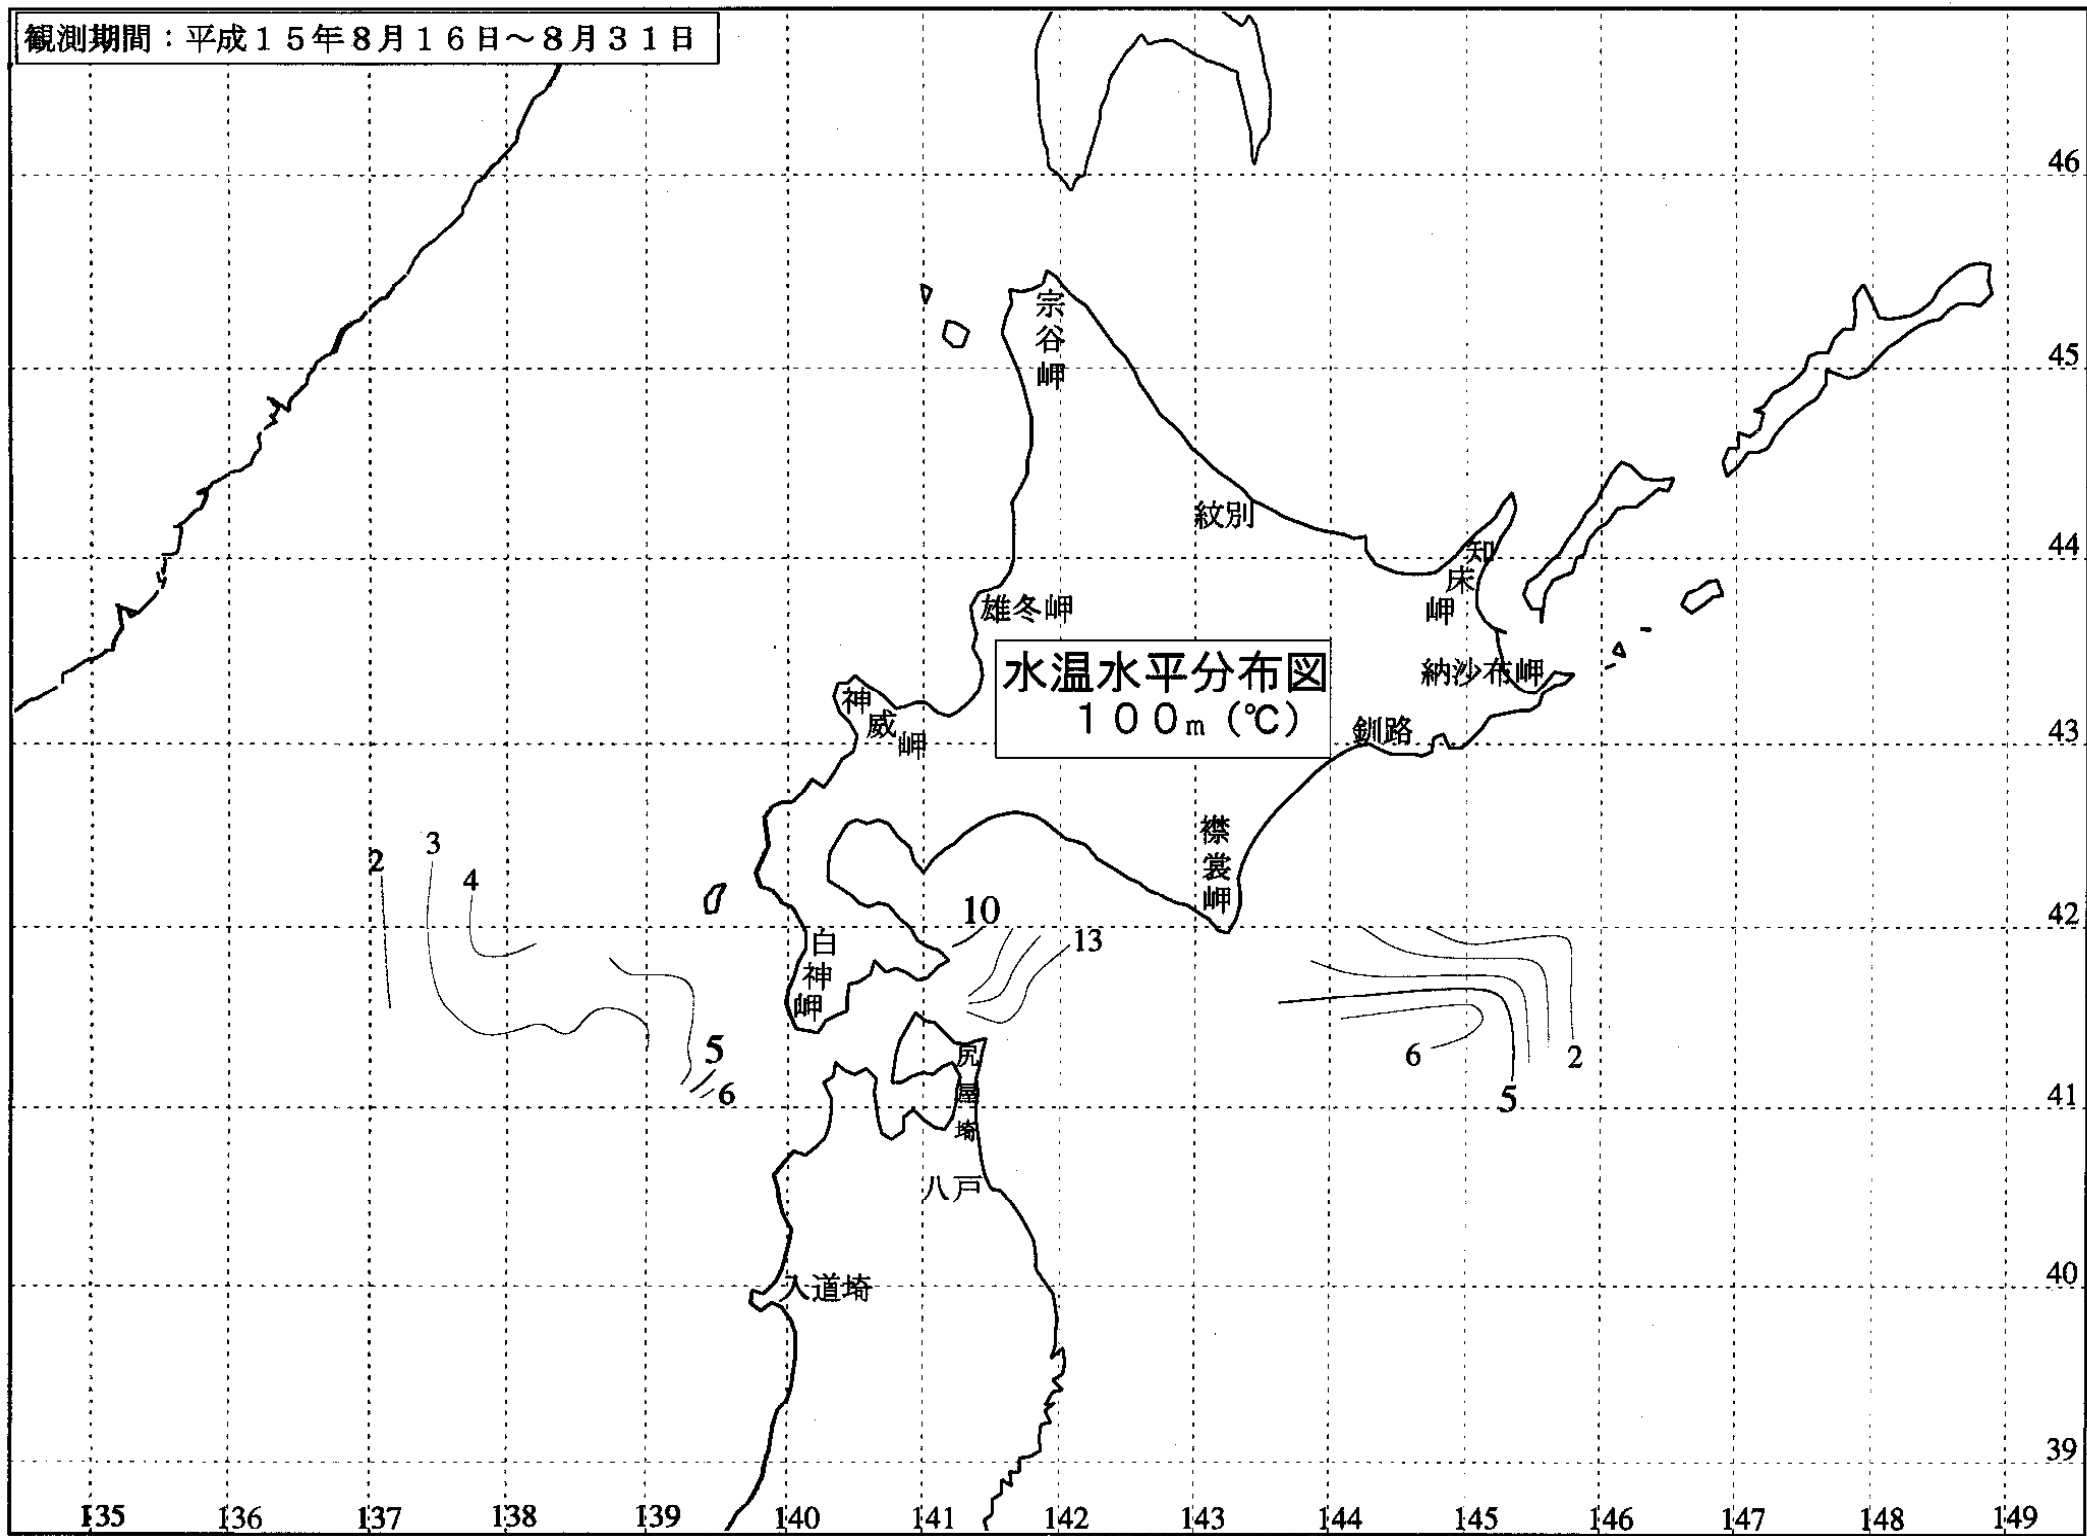 観測期間：平成１５年８月１６日～８月３１日
46
宗谷岬
45
紋別
44
知床岬
雄冬岬
水温水平分布図
１００m（℃）
納沙布岬
神威岬
釧路
43
襟裳岬
2
3
4
10
42
13
白神岬
5
6
尻屋埼
6
2
5
41
八戸
40
入道埼
39
135 136 137 138 139 140 141 142 143 144 145 146 147 148 149